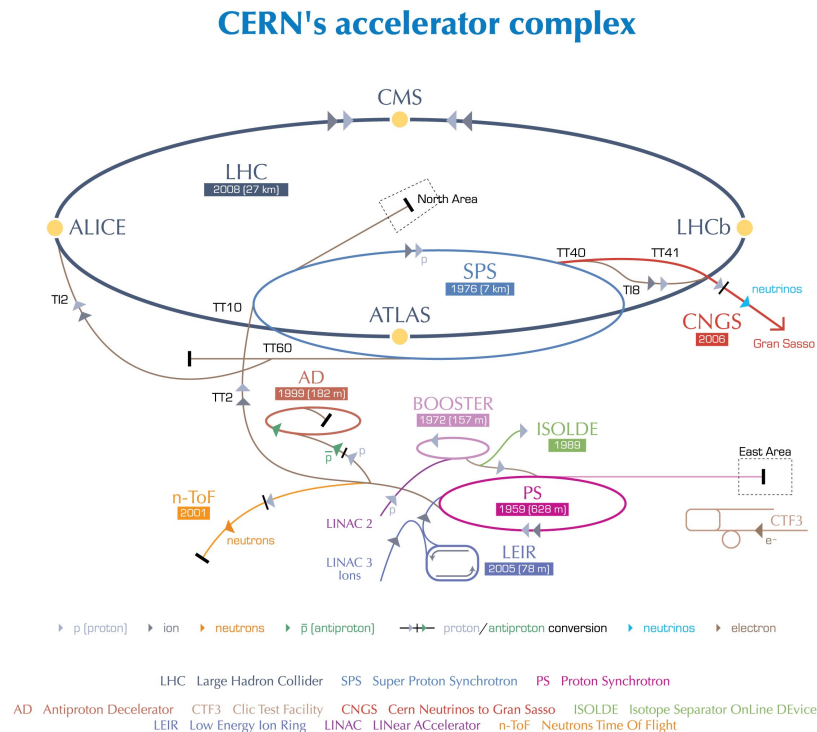 CERN's accelerator complex
CMS
LHC
2008 (27 km)
North Area
ALICE
LHCb
TT40
TT41
p
SPS
1976 (7 km)
TI8
TI2
TT10
neutrinos
ATLAS
CNGS
2006
Gran Sasso
TT60
AD
1999 (182 m)
TT2
BOOSTER
1972 (157 m)
ISOLDE
1989
p̅
p
East Area
n-ToF
2001
PS
1959 (628 m)
p
LINAC 2
neutrons
CTF3
e⁻
LEIR
2005 (78 m)
LINAC 3
Ions
p (proton)
ion
neutrons
p̅ (antiproton)
proton/antiproton conversion
neutrinos
electron
LHC Large Hadron Collider SPS Super Proton Synchrotron PS Proton Synchrotron
AD Antiproton Decelerator CTF3 Clic Test Facility CNGS Cern Neutrinos to Gran Sasso ISOLDE Isotope Separator OnLine DEvice
LEIR Low Energy Ion Ring LINAC LINear ACcelerator n-ToF Neutrons Time Of Flight